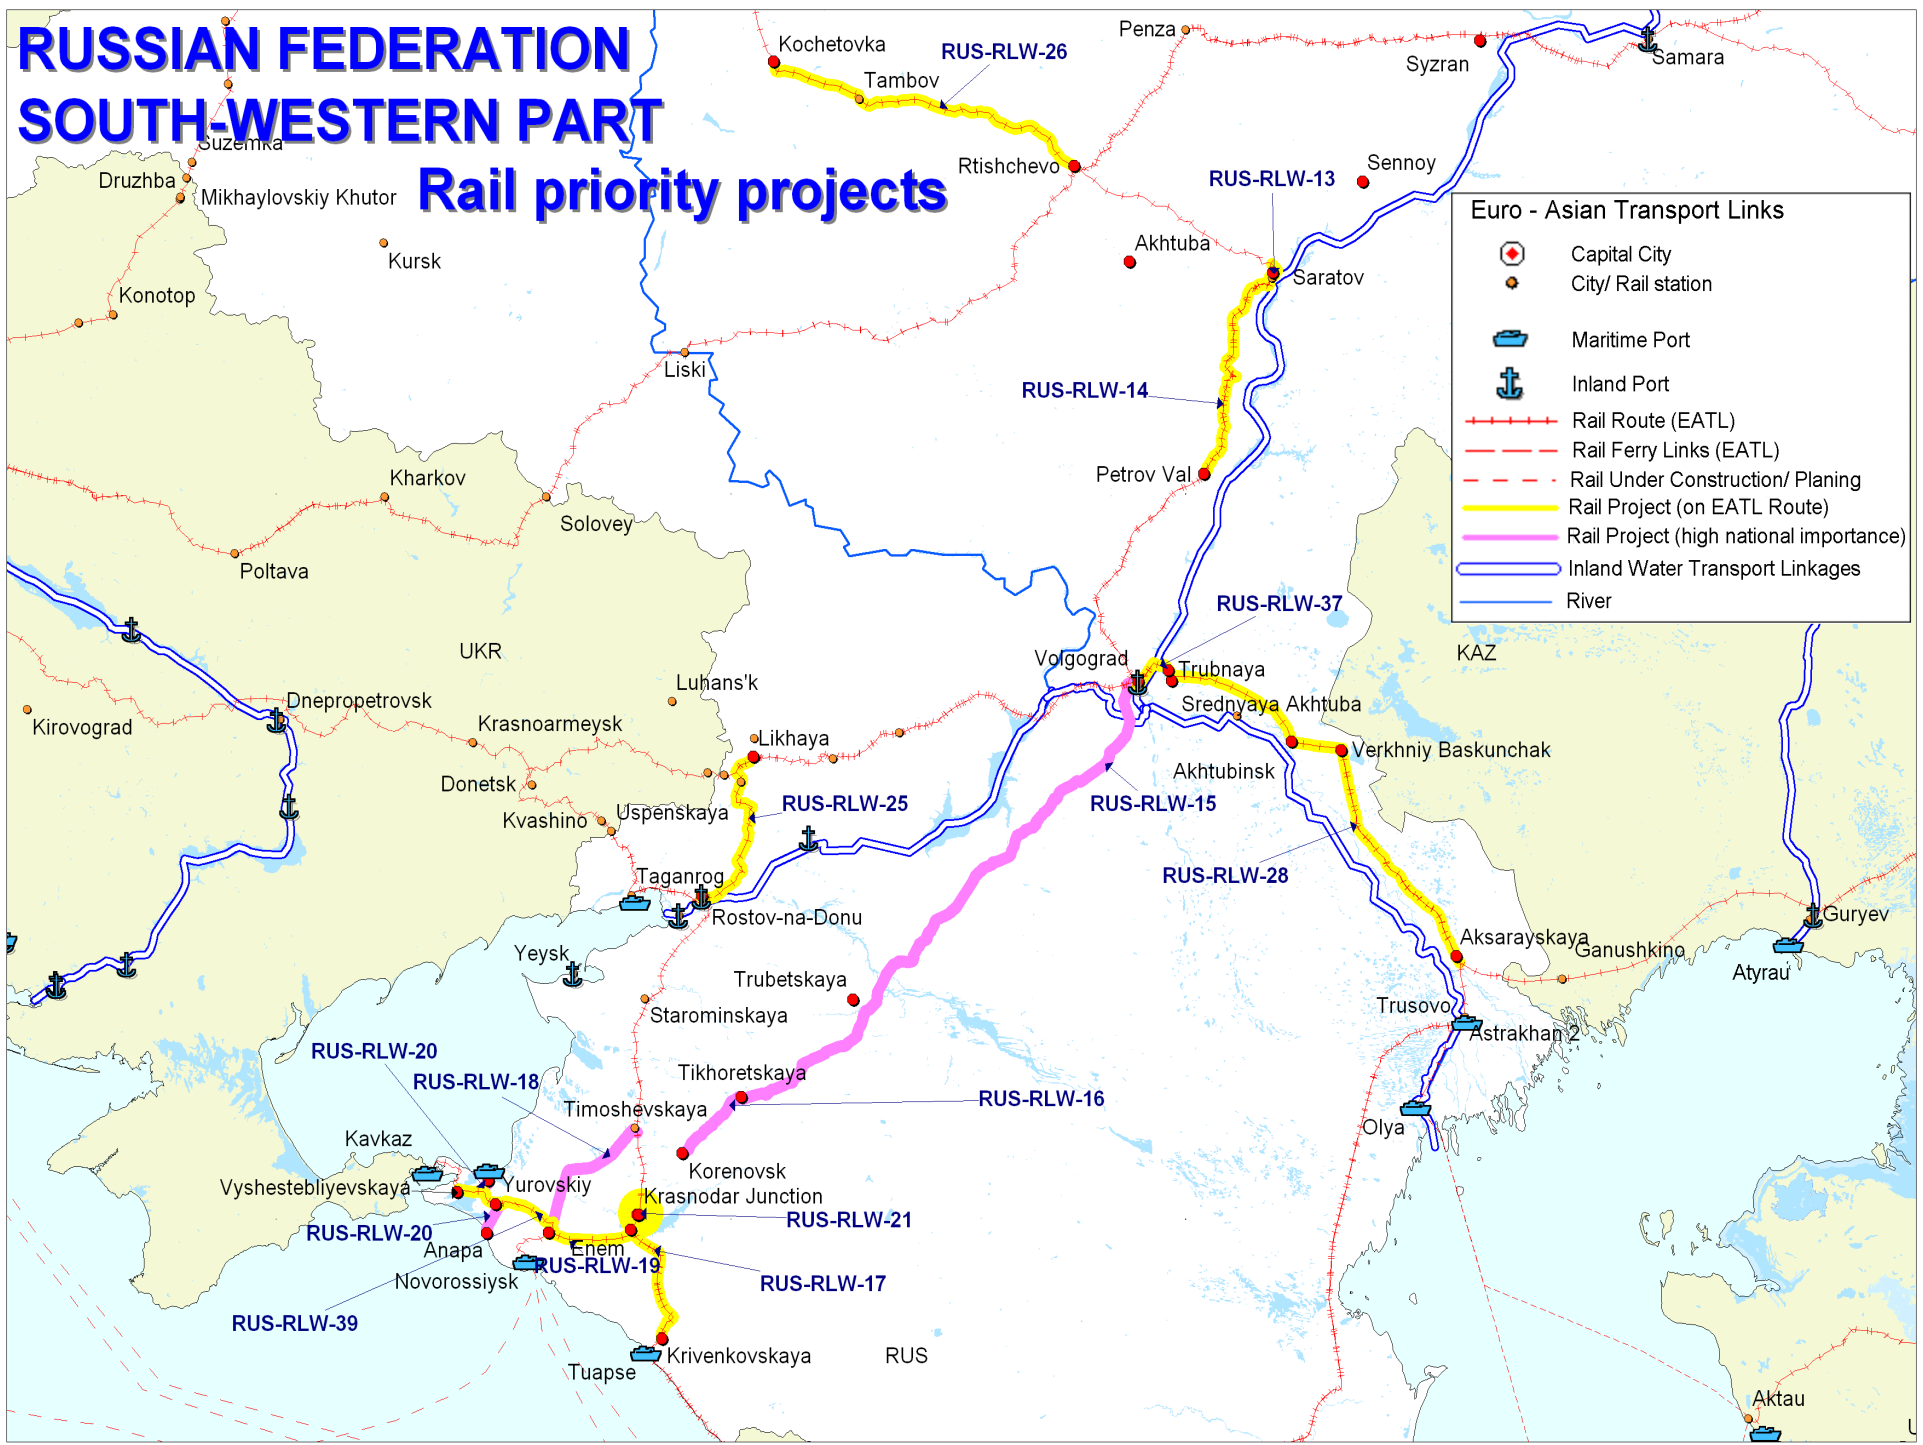 RUSSIAN FEDERATION
SOUTH-WESTERN PART
Rail priority projects
Kochetovka
RUS-RLW-26
Penza
Syzran
Samara
Tambov
Suzemka
Druzhba
Mikhaylovskiy Khutor
Rtishchevo
RUS-RLW-13
Sennoy
Kursk
Akhtuba
Saratov
Konotop
Liski
RUS-RLW-14
Euro - Asian Transport Links
Capital City
City/ Rail station
Maritime Port
Inland Port
Rail Route (EATL)
Rail Ferry Links (EATL)
Rail Under Construction/ Planing
Rail Project (on EATL Route)
Rail Project (high national importance)
Inland Water Transport Linkages
River
Kharkov
Petrov Val
Solovey
Poltava
RUS-RLW-37
UKR
KAZ
Volgograd
Trubnaya
Luhans'k
Dnepropetrovsk
Srednyaya Akhtuba
Kirovograd
Krasnoarmeysk
Likhaya
Verkhniy Baskunchak
Akhtubinsk
Donetsk
RUS-RLW-25
RUS-RLW-15
Kvashino
Uspenskaya
RUS-RLW-28
Taganrog
Rostov-na-Donu
Guryev
Aksarayskaya
Ganushkino
Yeysk
Atyrau
Trubetskaya
Trusovo
Starominskaya
Astrakhan 2
RUS-RLW-20
RUS-RLW-18
Tikhoretskaya
RUS-RLW-16
Timoshevskaya
Olya
Kavkaz
Korenovsk
Vyshestebliyevskaya
Yurovskiy
Krasnodar Junction
RUS-RLW-21
RUS-RLW-20
Anapa
Enem
RUS-RLW-19
Novorossiysk
RUS-RLW-17
RUS-RLW-39
Krivenkovskaya
RUS
Tuapse
Aktau